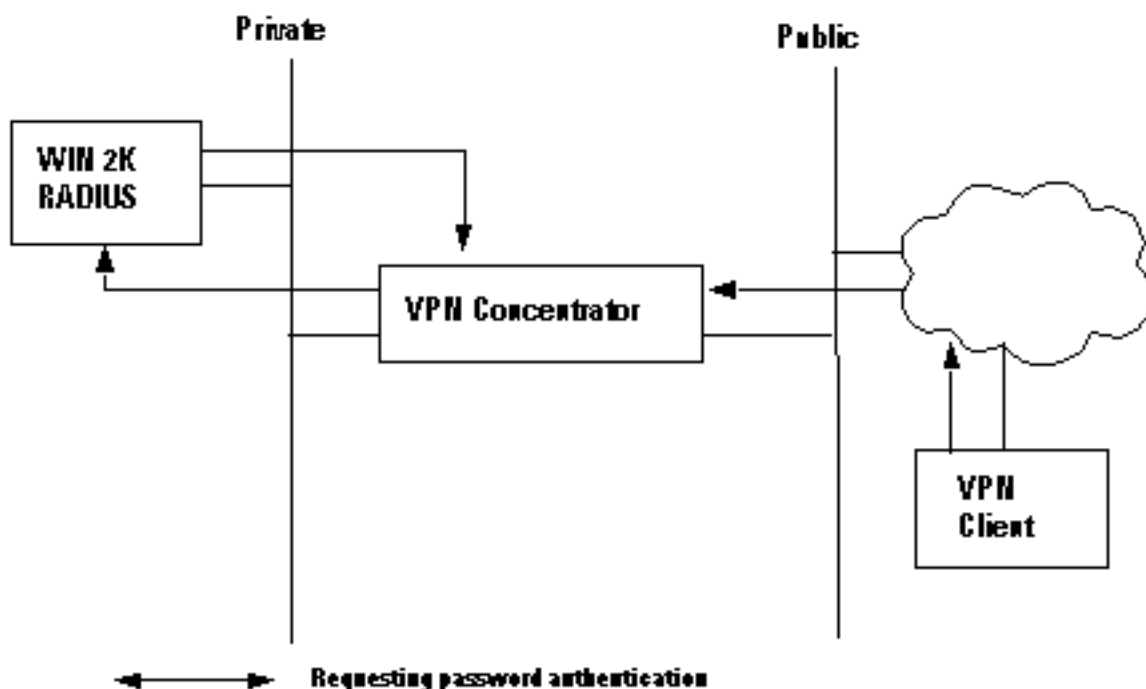 Private
Public
WIN 2K
RADIUS
VPN Concentrator
VPN
Client
Requesting password authentication